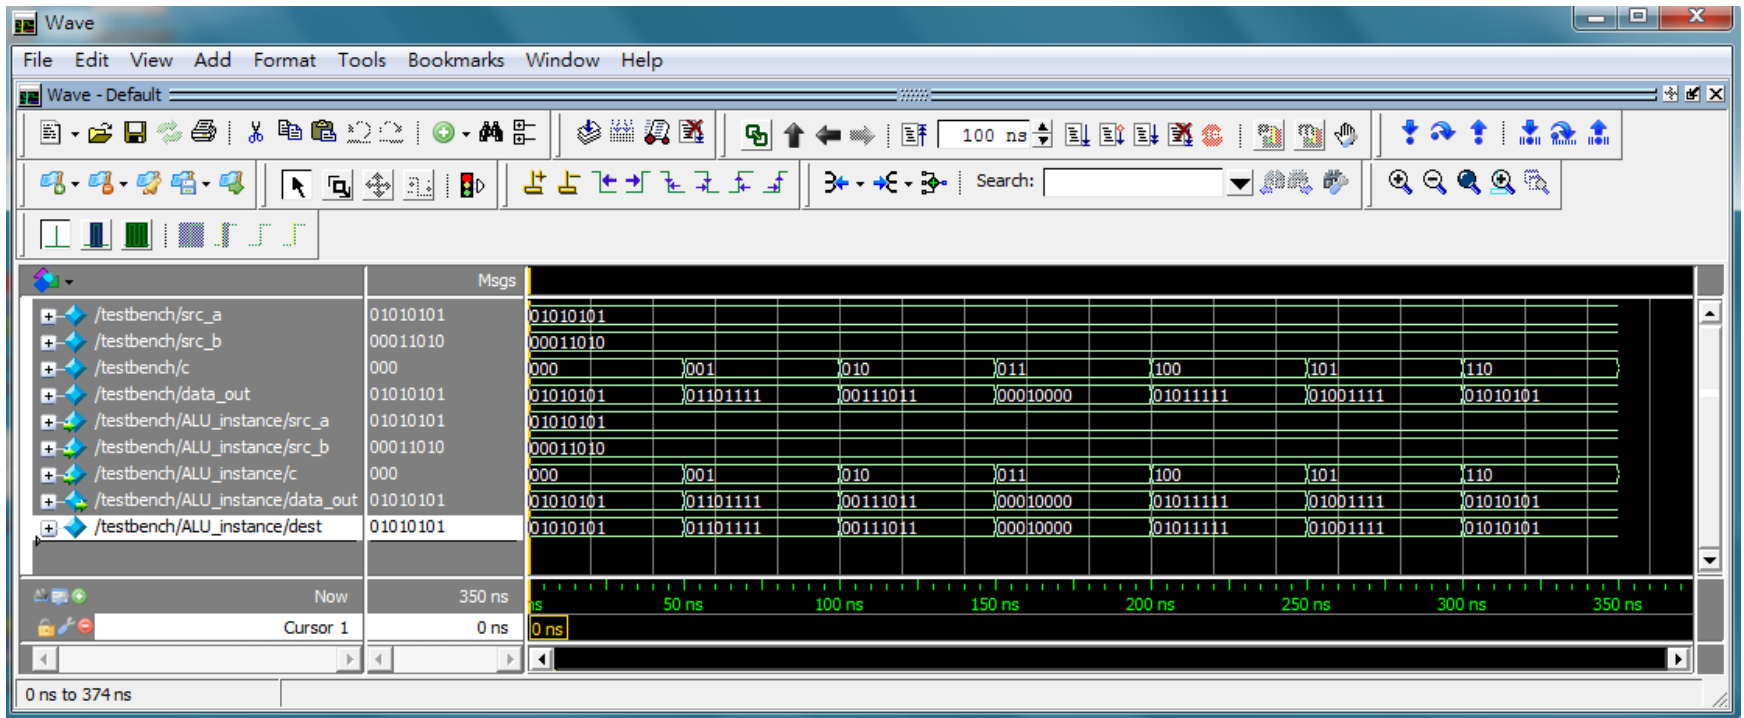 Wave
File Edit View Add Format Tools Bookmarks Window Help
Wave - Default
100 ns
Search:
Msgs
/testbench/src_a 01010101 01010101
/testbench/src_b 00011010 00011010
/testbench/c 000 000 001 010 011 100 101 110
/testbench/data_out 01010101 01010101 01101111 00111011 00010000 01011111 01001111 01010101
/testbench/ALU_instance/src_a 01010101 01010101
/testbench/ALU_instance/src_b 00011010 00011010
/testbench/ALU_instance/c 000 000 001 010 011 100 101 110
/testbench/ALU_instance/data_out 01010101 01010101 01101111 00111011 00010000 01011111 01001111 01010101
/testbench/ALU_instance/dest 01010101 01010101 01101111 00111011 00010000 01011111 01001111 01010101
Now 350 ns ns 50 ns 100 ns 150 ns 200 ns 250 ns 300 ns 350 ns
Cursor 1 0 ns 0 ns
0 ns to 374 ns